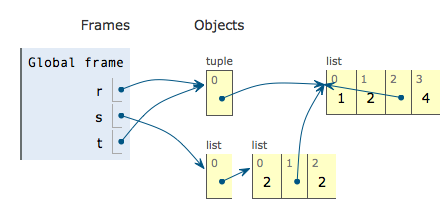 Frames Objects
Global frame
r
s
t
tuple
0
list
0 1 2 3
1 2 4
list
0
list
0 1 2
2 2